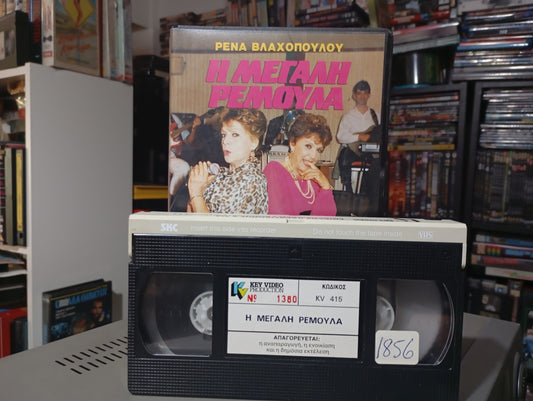 ΡΕΝΑ ΒΛΑΧΟΠΟΥΛΟΥ
Η ΜΕΓΑΛΗ
ΡΕΜΟΥΛΑ
SKC
Insert this side into recorder
Do not touch the tape inside
VHS
KEY VIDEO
PRODUCTION
ΚΩΔΙΚΟΣ
Nº 1380
KV 415
Η ΜΕΓΑΛΗ ΡΕΜΟΥΛΑ
ΑΠΑΓΟΡΕΥΕΤΑΙ:
η αναπαραγωγή, η ενοικίαση
και η δημόσια εκτέλεση
1856